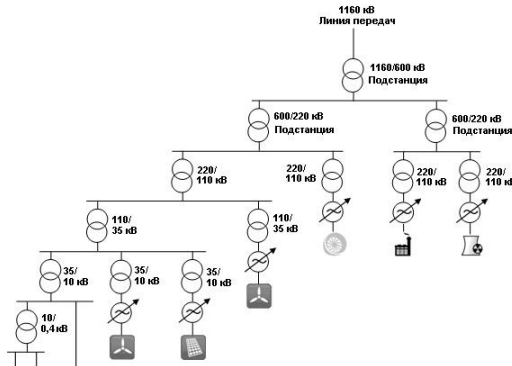 1160 кВ
Линия передач
1160/600 кВ
Подстанция
600/220 кВ
Подстанция
600/220 кВ
Подстанция
220/
110 кВ
220/
110 кВ
220/
110 кВ
220/
110 кВ
110/
35 кВ
110/
35 кВ
35/
10 кВ
35/
10 кВ
35/
10 кВ
10/
0,4 кВ